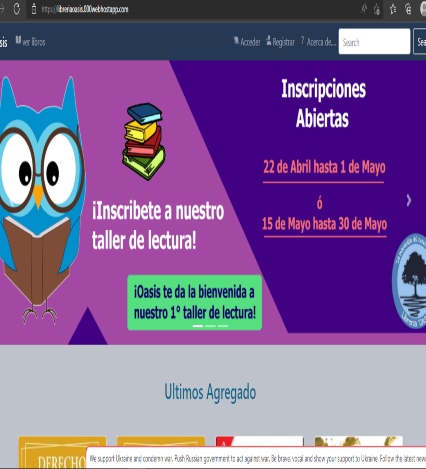 https://libreriaoasis.000webhostapp.com
asis
ver libros
Acceder
Registrar
? Acerca de...
Search
Sea
Inscripciones
Abiertas
22 de Abril hasta 1 de Mayo
ó
15 de Mayo hasta 30 de Mayo
¡Inscribete a nuestro
taller de lectura!
¡Oasis te da la bienvenida a
nuestro 1° taller de lectura!
Ultimos Agregado
DERECHO
We support Ukraine and condemn war. Push Russian government to act against war. Be brave, vocal and show your support to Ukraine. Follow the latest news